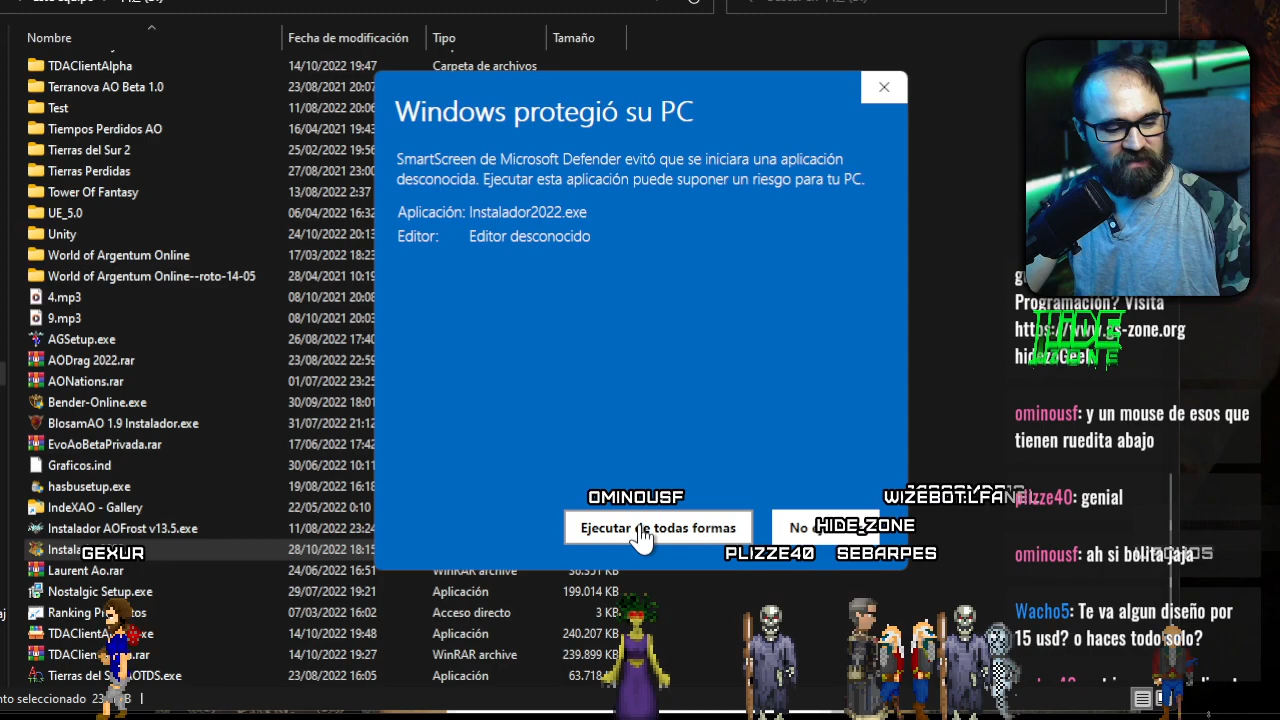 Nombre
Fecha de modificación
Tipo
Tamaño
TDAClientAlpha
14/10/2022 19:47
Carpeta de archivos
Terranova AO Beta 1.0
23/08/2021 20:07
Test
11/08/2022
Tiempos Perdidos AO
16/04/2021
Tierras del Sur 2
25/02/2022 19:56
Tierras Perdidas
27/08/2021 23:00
Tower Of Fantasy
13/08/2022 2:37
UE_5.0
06/04/2022 16:32
Unity
24/10/2022 20:13
World of Argentum Online
17/03/2022 18:23
World of Argentum Online--roto-14-05
28/04/2021 10:19
4.mp3
08/10/2021 20:08
9.mp3
08/10/2021 20:03
AGSetup.exe
26/08/2022 17:40
AODrag 2022.rar
23/08/2022 22:59
AONations.rar
01/07/2022 23:25
Bender-Online.exe
30/09/2022 18:01
BlosamAO 1.9 Instalador.exe
31/07/2022 21:12
EvoAoBetaPrivada.rar
17/06/2022 17:42
Graficos.ind
30/06/2022 10:11
hasbusetup.exe
19/08/2022 16:18
IndexXAO - Gallery
22/05/2022 0:10
Instalador AOFrost v13.5.exe
11/08/2022 23:24
28/10/2022 18:15
Laurent Ao.rar
24/06/2022 16:51
WinRAR archive
Nostalgic Setup.exe
29/07/2022 19:21
Aplicación
199.014 KB
07/03/2022 16:02
Acceso directo
3 KB
14/10/2022 19:48
Aplicación
240.207 KB
14/10/2022 19:27
WinRAR archive
239.899 KB
23/08/2022 16:05
Aplicación
Windows protegió su PC
SmartScreen de Microsoft Defender evitó que se iniciara una aplicación
desconocida. Ejecutar esta aplicación puede suponer un riesgo para tu PC.
Aplicación: Instalador2022.exe
Editor: Editor desconocido
Ejecutar de todas formas
No
OMINOUSF
HIDE_ZONE
PLIZZE40
SEBARPES
GEXUR
HiDE
ZONE
Programación? Visita
https://www.gs-zone.org
hidezoGeek
ominousf: y un mouse de esos que
tienen ruedita abajo
plizze40: genial
ominousf: ah si bolita jaja
Wacho5: Te va algun diseño por
15 usd? o haces todo solo?